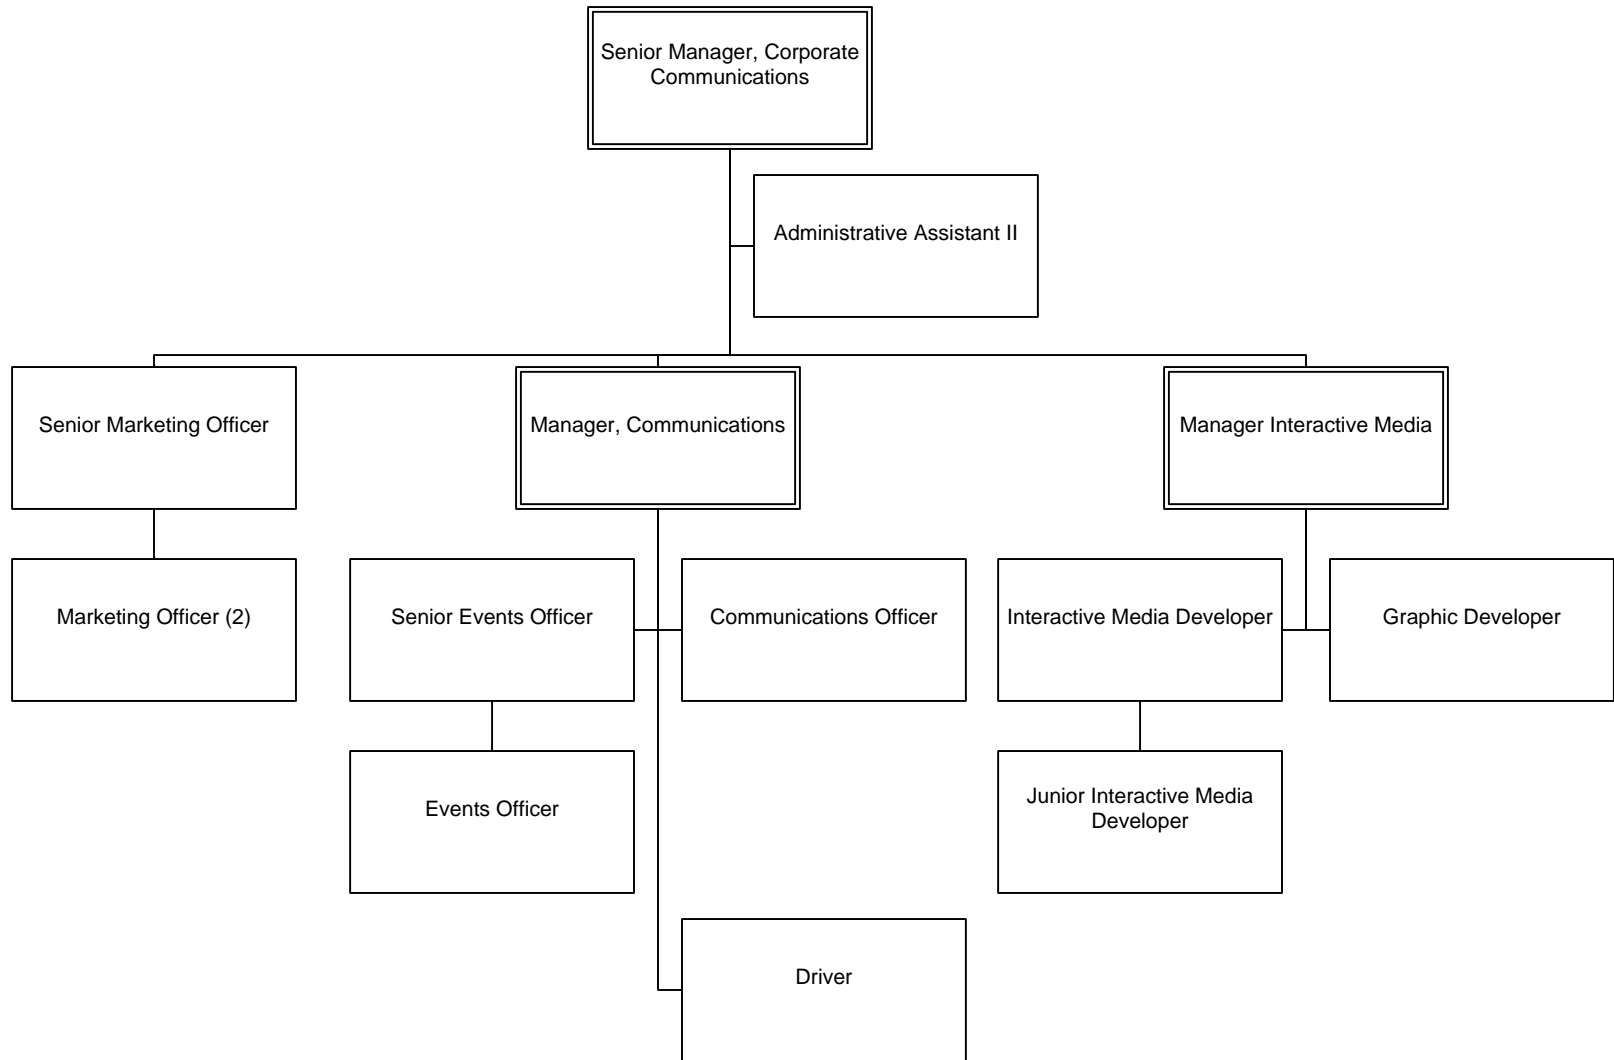 Senior Manager, Corporate
Communications
Administrative Assistant II
Senior Marketing Officer
Manager, Communications
Manager Interactive Media
Marketing Officer (2)
Senior Events Officer
Communications Officer
Interactive Media Developer
Graphic Developer
Events Officer
Junior Interactive Media
Developer
Driver